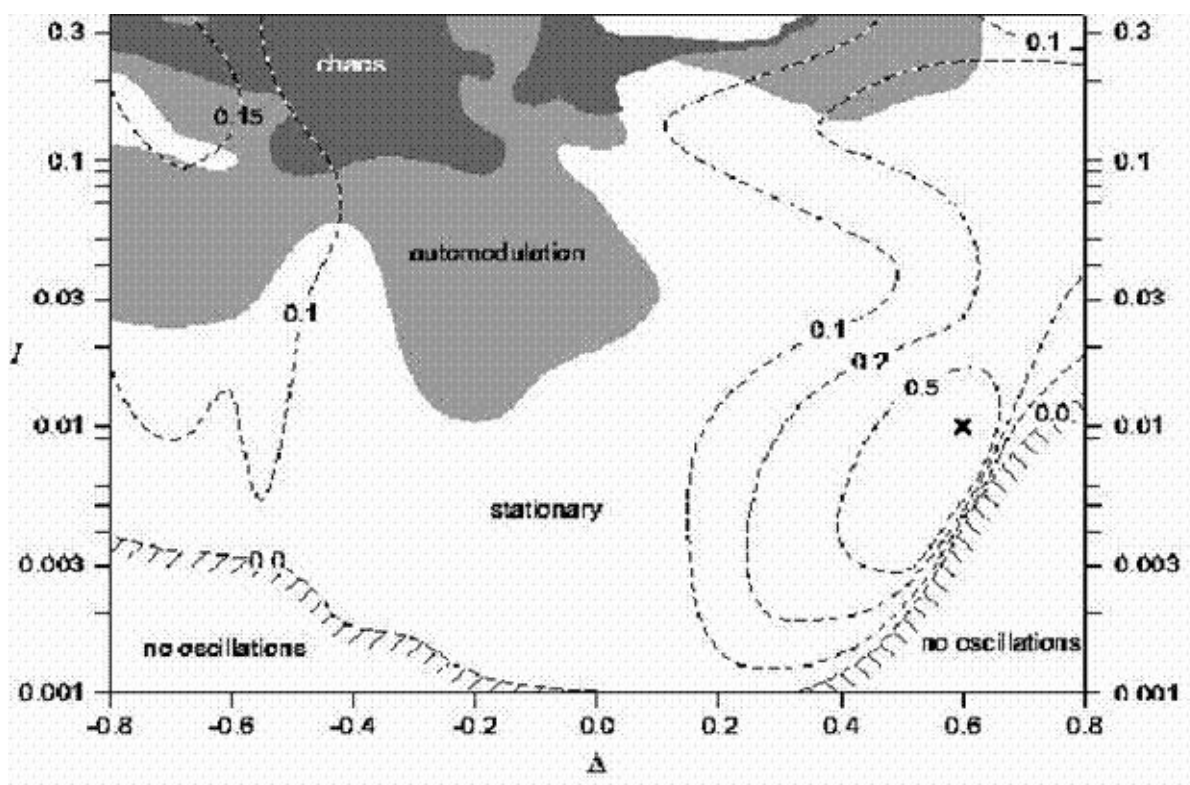 0.3 chaos 0.1 0.3
0.15
0.1 0.1
automodulation
0.03 0.1 0.1 0.03
I 0.2
0.5
0.01 0.0 0.01
stationary
0.003 0.0 0.003
no oscillations no oscillations
0.001 0.001
-0.8 -0.6 -0.4 -0.2 0.0 0.2 0.4 0.6 0.8
Δ